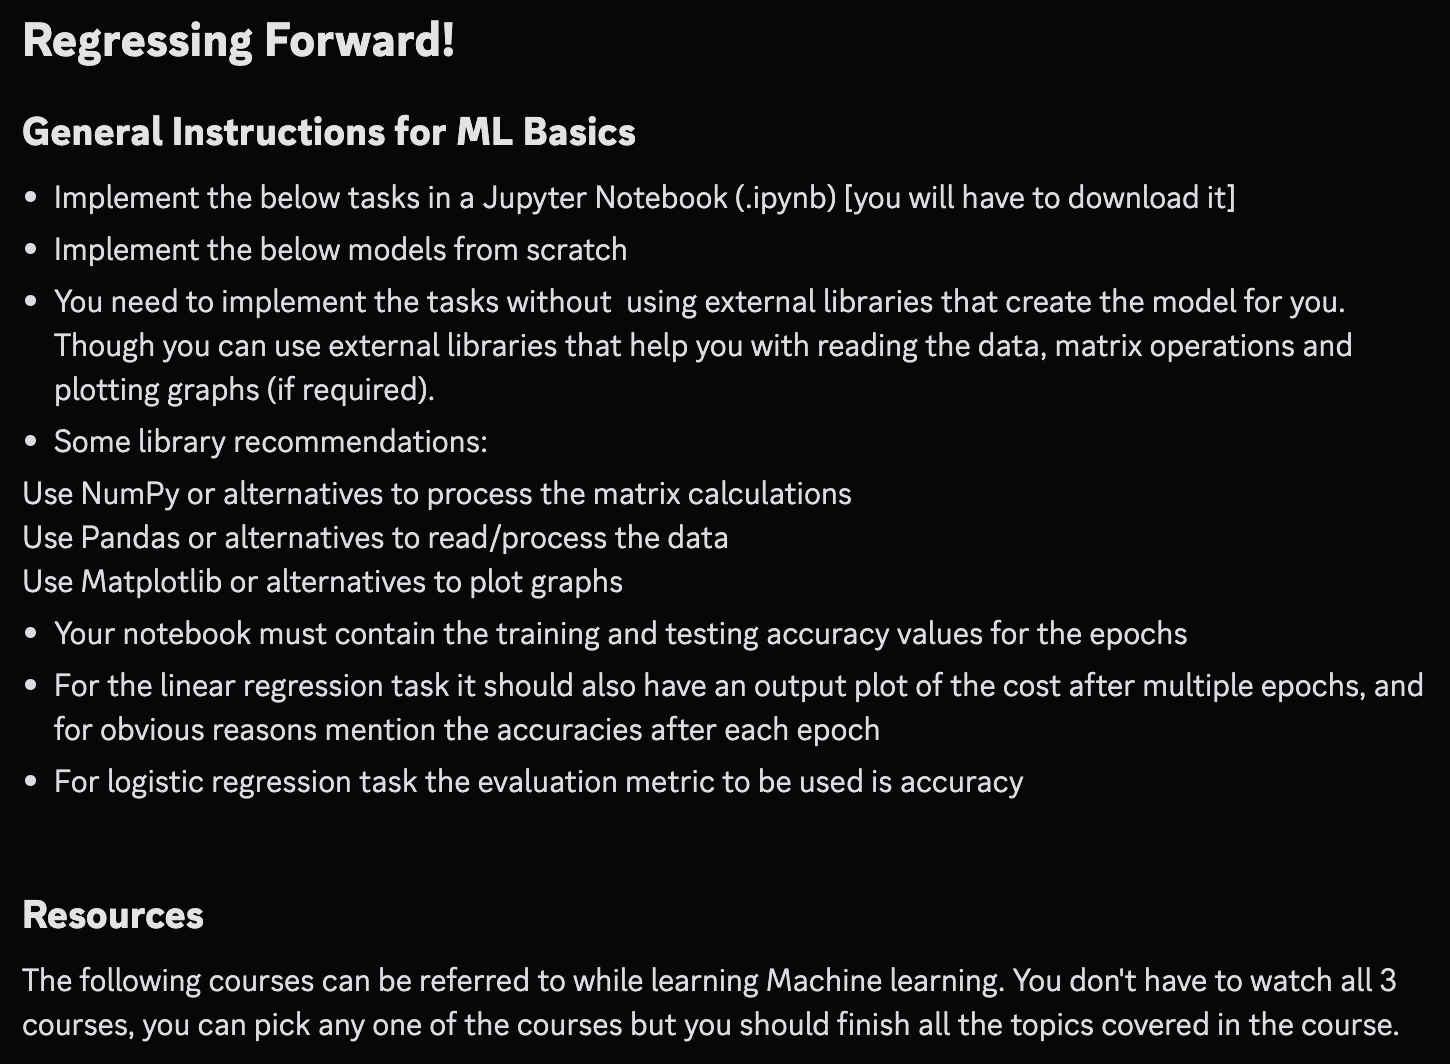 Regressing Forward!
General Instructions for ML Basics
• Implement the below tasks in a Jupyter Notebook (.ipynb) [you will have to download it]
• Implement the below models from scratch
• You need to implement the tasks without  using external libraries that create the model for you.
Though you can use external libraries that help you with reading the data, matrix operations and
plotting graphs (if required).
• Some library recommendations:
Use NumPy or alternatives to process the matrix calculations
Use Pandas or alternatives to read/process the data
Use Matplotlib or alternatives to plot graphs
• Your notebook must contain the training and testing accuracy values for the epochs
• For the linear regression task it should also have an output plot of the cost after multiple epochs, and
for obvious reasons mention the accuracies after each epoch
• For logistic regression task the evaluation metric to be used is accuracy
Resources
The following courses can be referred to while learning Machine learning. You don't have to watch all 3
courses, you can pick any one of the courses but you should finish all the topics covered in the course.